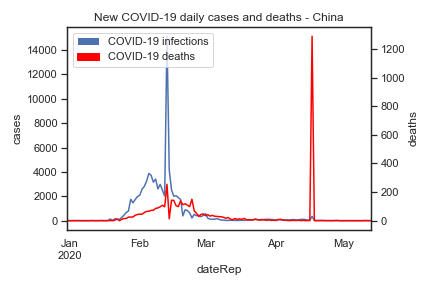 New COVID-19 daily cases and deaths - China
COVID-19 infections
COVID-19 deaths
14000
12000
10000
8000
6000
4000
2000
0
cases
1200
1000
800
600
400
200
0
deaths
Jan
2020
Feb
Mar
Apr
May
dateRep